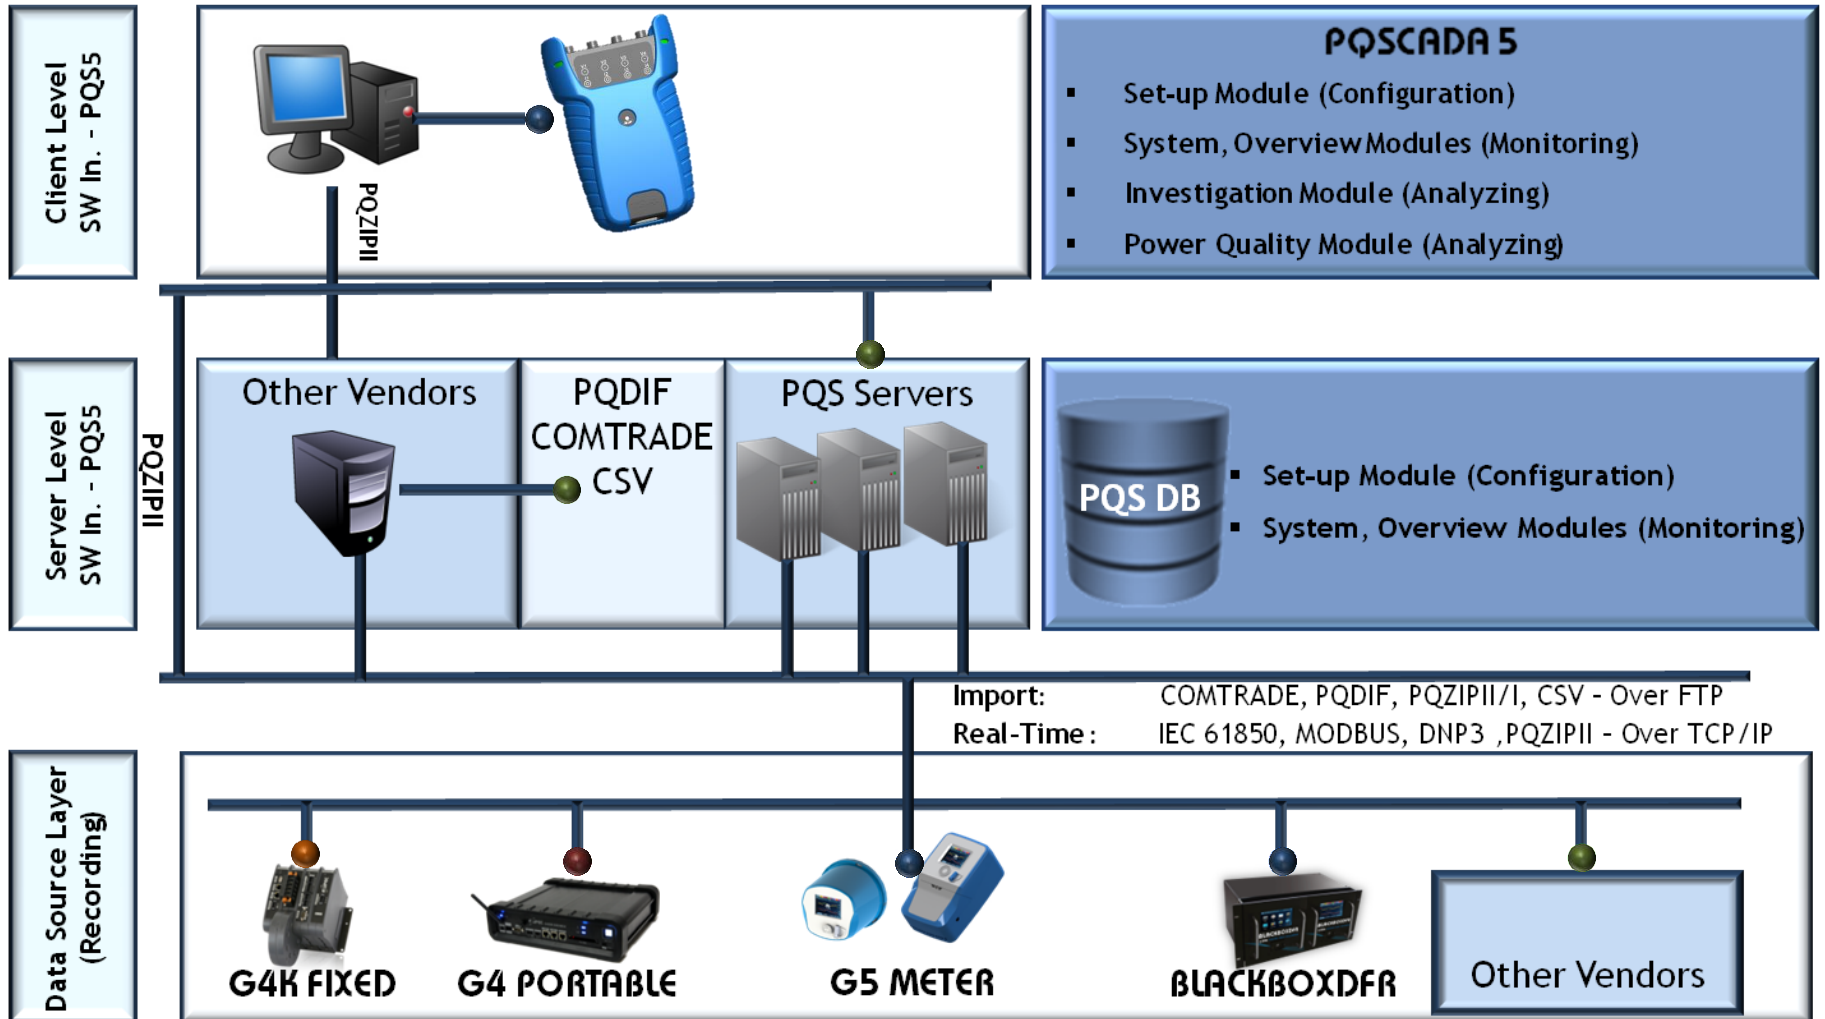 Client Level
SW In. - PQS5
PQZIPII
PQSCADA 5
▪ Set-up Module (Configuration)
▪ System, Overview Modules (Monitoring)
▪ Investigation Module (Analyzing)
▪ Power Quality Module (Analyzing)
Server Level
SW In. - PQS5
PQZIPII
Other Vendors
PQDIF
COMTRADE
CSV
PQS Servers
PQS DB
▪ Set-up Module (Configuration)
▪ System, Overview Modules (Monitoring)
Import: COMTRADE, PQDIF, PQZIPII/I, CSV - Over FTP
Real-Time: IEC 61850, MODBUS, DNP3 ,PQZIPII - Over TCP/IP
Data Source Layer
(Recording)
G4K FIXED
G4 PORTABLE
G5 METER
BLACKBOXDFR
BLACKBOXDFR
Other Vendors